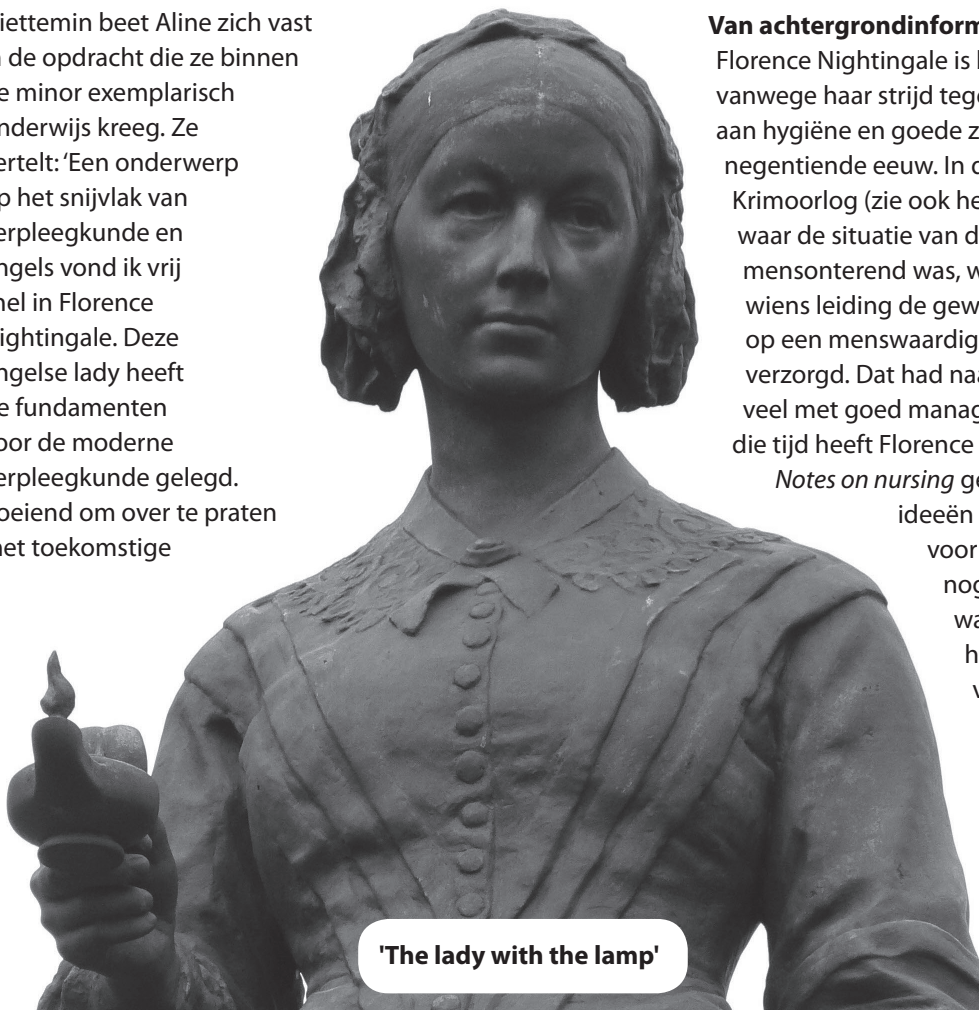 iettemin beet Aline zich vast
de opdracht die ze binnen
e minor exemplarisch
nderwijs kreeg. Ze
ertelt: ‘Een onderwerp
p het snijvlak van
erpleegkunde en
ngels vond ik vrij
nel in Florence
ightingale. Deze
ngelse lady heeft
e fundamenten
oor de moderne
erpleegkunde gelegd.
oeiend om over te praten
et toekomstige
Van achtergrondinform
Florence Nightingale is
vanwege haar strijd teg
aan hygiëne en goede z
negentiende eeuw. In
Krimoorlog (zie ook he
waar de situatie van d
mensonterend was, w
wiens leiding de gew
op een menswaardig
verzorgd. Dat had na
veel met goed manag
die tijd heeft Florence
Notes on nursing ge
ideeën
voor
nog
wa
h
v
'The lady with the lamp'